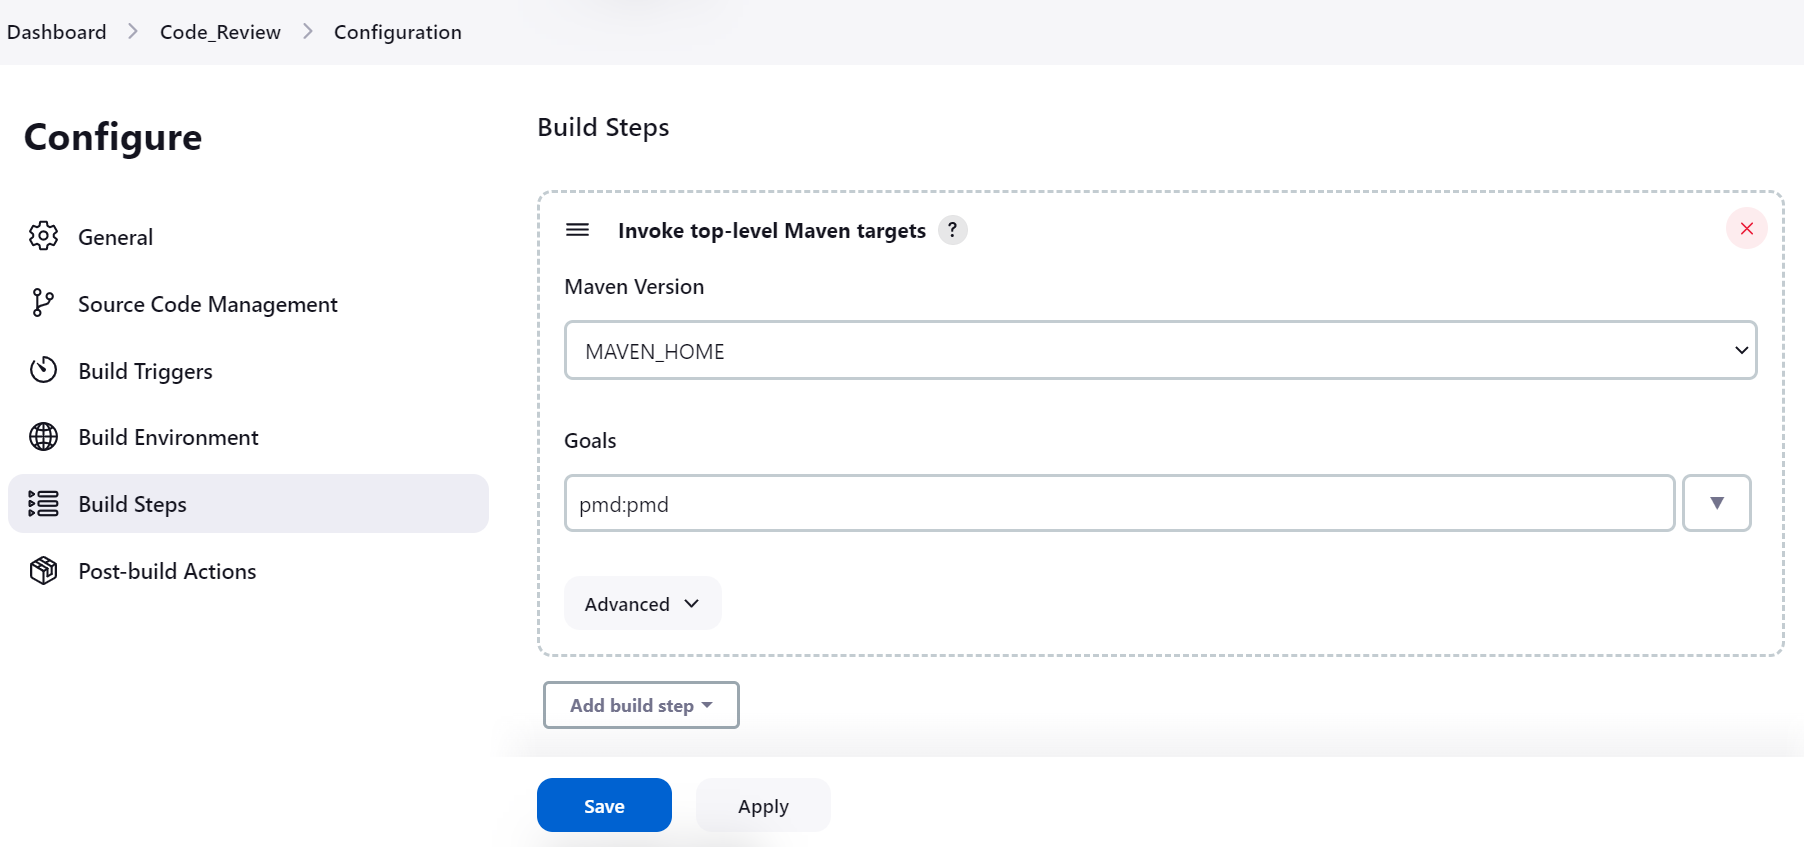 Dashboard > Code_Review > Configuration
Configure
General
Source Code Management
Build Triggers
Build Environment
Build Steps
Post-build Actions
Build Steps
Invoke top-level Maven targets ?
Maven Version
MAVEN_HOME
Goals
pmd:pmd
Advanced
Add build step
Save
Apply